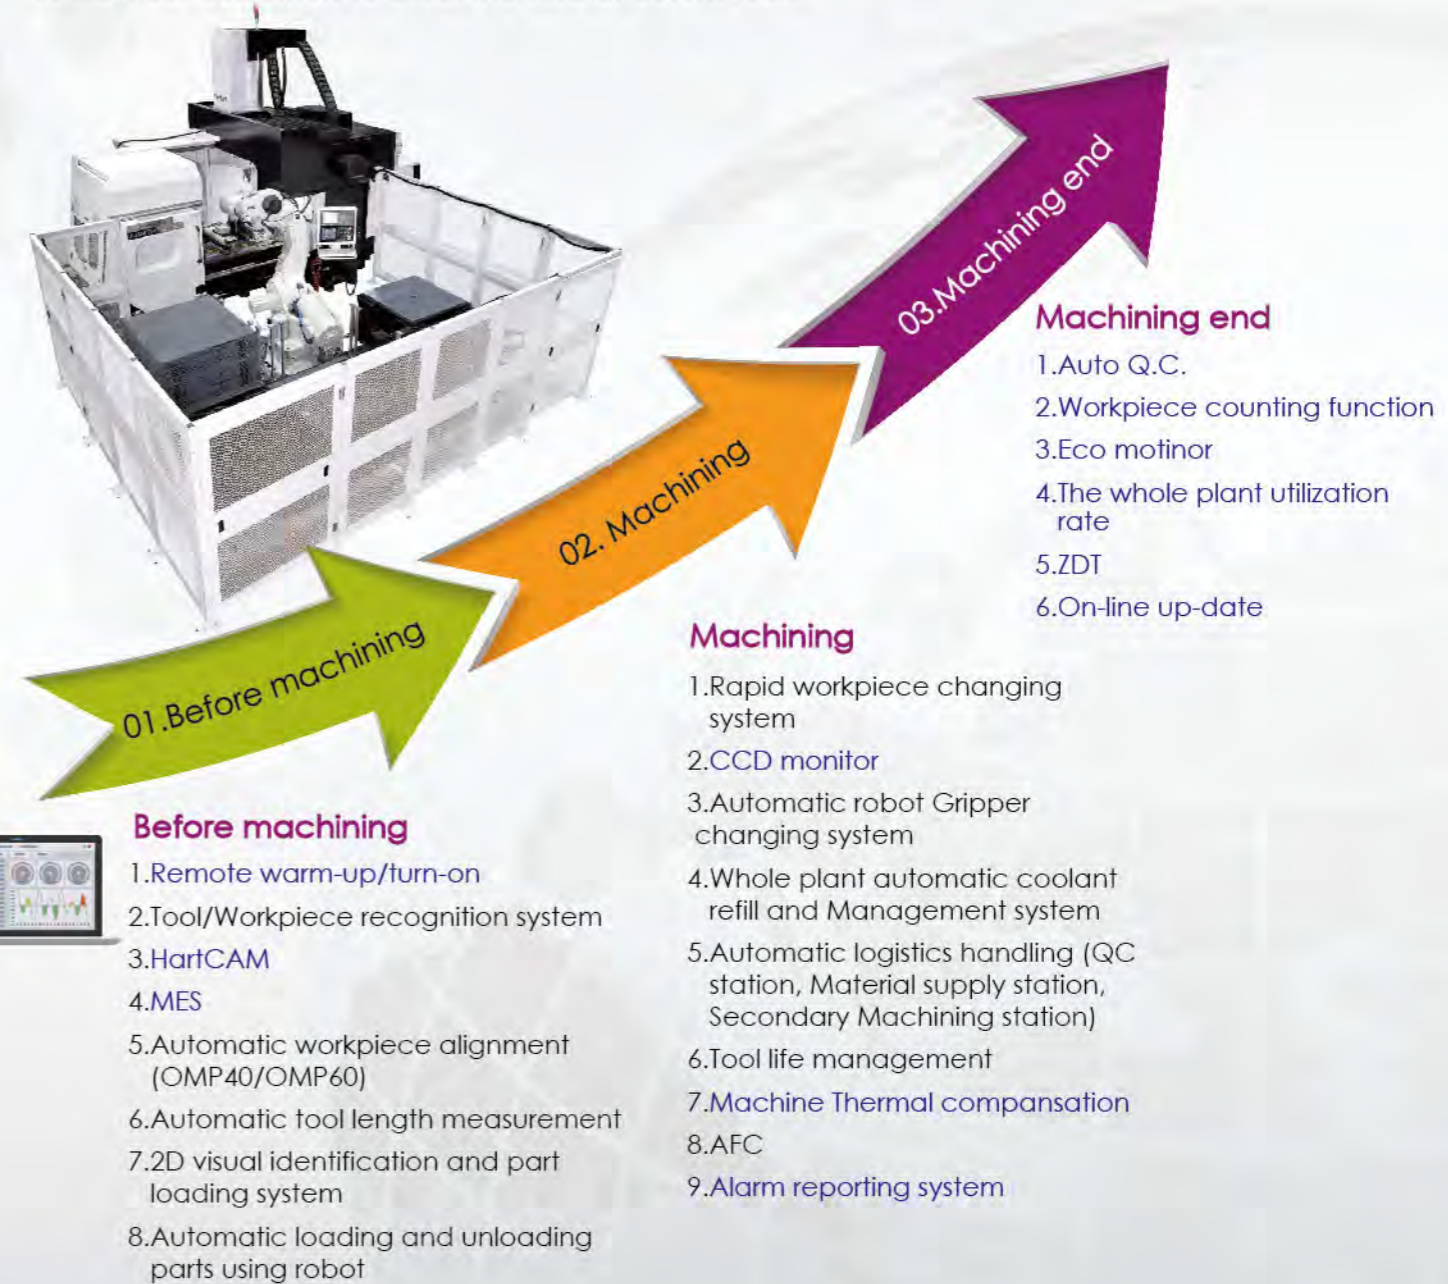 03.Machining end
02. Machining
01.Before machining
Machining end
1.Auto Q.C.
2.Workpiece counting function
3.Eco motinor
4.The whole plant utilization
rate
5.ZDT
6.On-line up-date
Machining
1.Rapid workpiece changing
system
2.CCD monitor
3.Automatic robot Gripper
changing system
4.Whole plant automatic coolant
refill and Management system
5.Automatic logistics handling (QC
station, Material supply station,
Secondary Machining station)
6.Tool life management
7.Machine Thermal compansation
8.AFC
9.Alarm reporting system
Before machining
1.Remote warm-up/turn-on
2.Tool/Workpiece recognition system
3.HartCAM
4.MES
5.Automatic workpiece alignment
(OMP40/OMP60)
6.Automatic tool length measurement
7.2D visual identification and part
loading system
8.Automatic loading and unloading
parts using robot